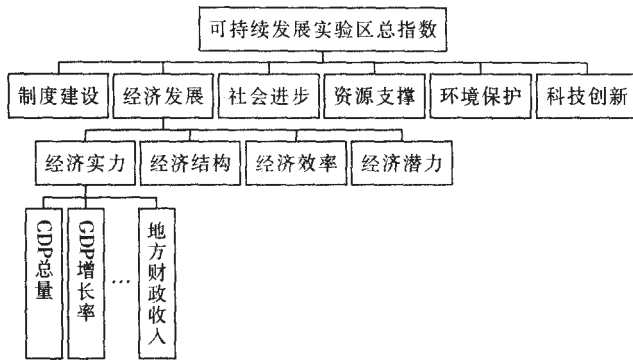 可持续发展实验区总指数
制度建设 经济发展 社会进步 资源支撑 环境保护 科技创新
经济实力 经济结构 经济效率 经济潜力
CDP总量 GDP增长率 … 地方财政收入